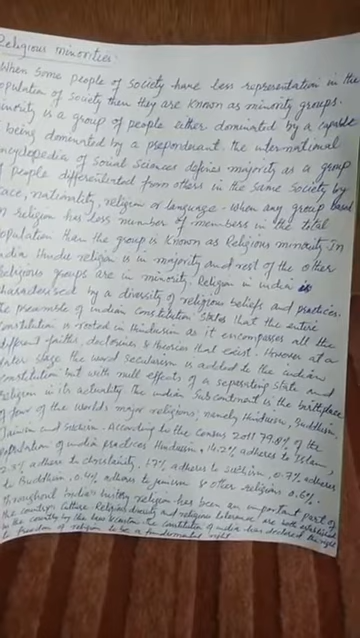 Religious minorities.
When Some people of Society have less representation in the
population of Society then they are known as minority groups.
minority is a group of people either dominated by a capable
being dominated by a preponderant. the international
encyclopedia of Social Sciences defines majority as a group
of people differentiated from others in the same Society by
race, nationality, religion or language. When any group based
on religion has less number of members in the total
population than the group is known as Religious minority. In
india Hindu religion is in majority and rest of the other
Religious groups are in minority. Religion in india is
characterised by a diversity of religious beliefs and practices.
The preamble of indian constitution states that the entire
Constitution is rooted in Hinduism as it encompasses all the
different faiths, doctrines & theories that exist. However at a
later stage the word secularism is added to the indian
constitution but with null effects of a separating state and
Religion in its actuality the indian Subcontinent is the birthplace
of four of the worlds major religions: namely Hinduism, Buddhism,
Jainism and Sikhism. According to the Census 2011 79.8% of the
population of india practices Hinduism, 14.2% adheres to Islam,
2.3% adhere to christianity, 1.7% adheres to Sikhism, 0.7% adheres
to Buddhism, 0.4% adheres to jainism & other religions 0.6%.
throughout india's history religion has been an important part of
the country's Culture. Religious diversity and religious tolerance are both established
in the country by the law & custom. the Constitution of india has declared the right
to freedom of religion to be a fundamental right